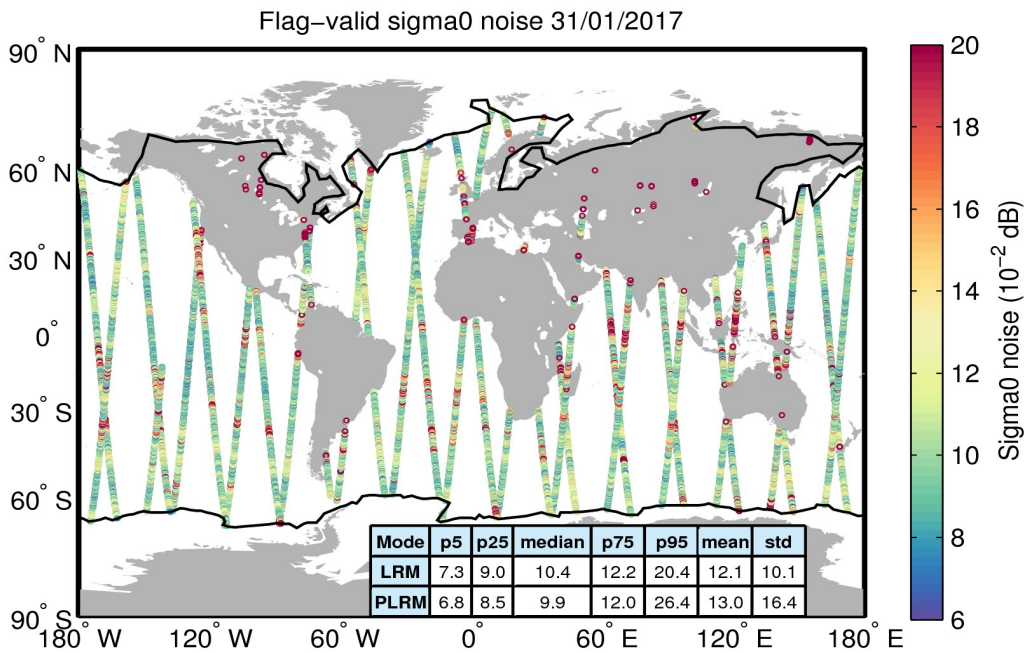 Flag−valid sigma0 noise 31/01/2017
90° N
60° N
30° N
0°
30° S
60° S
90° S
180° W 120° W 60° W 0° 60° E 120° E 180° E
Mode p5 p25 median p75 p95 mean std
LRM 7.3 9.0 10.4 12.2 20.4 12.1 10.1
PLRM 6.8 8.5 9.9 12.0 26.4 13.0 16.4
20
18
16
14
12
10
8
6
Sigma0 noise (10⁻² dB)